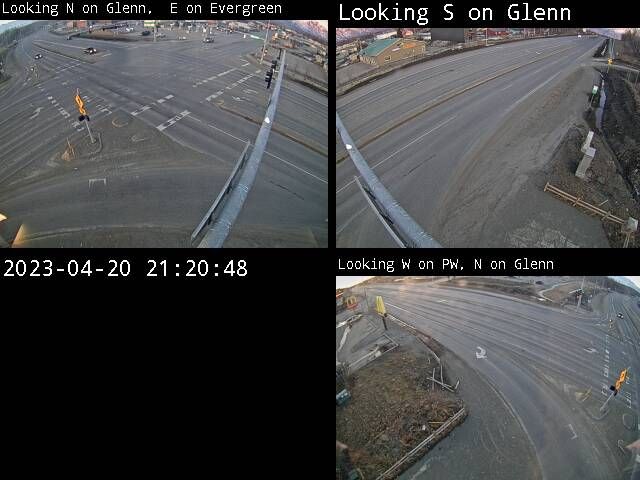 Looking N on Glenn,  E on Evergreen
Looking S on Glenn
2023-04-20 21:20:48
Looking W on PW, N on Glenn